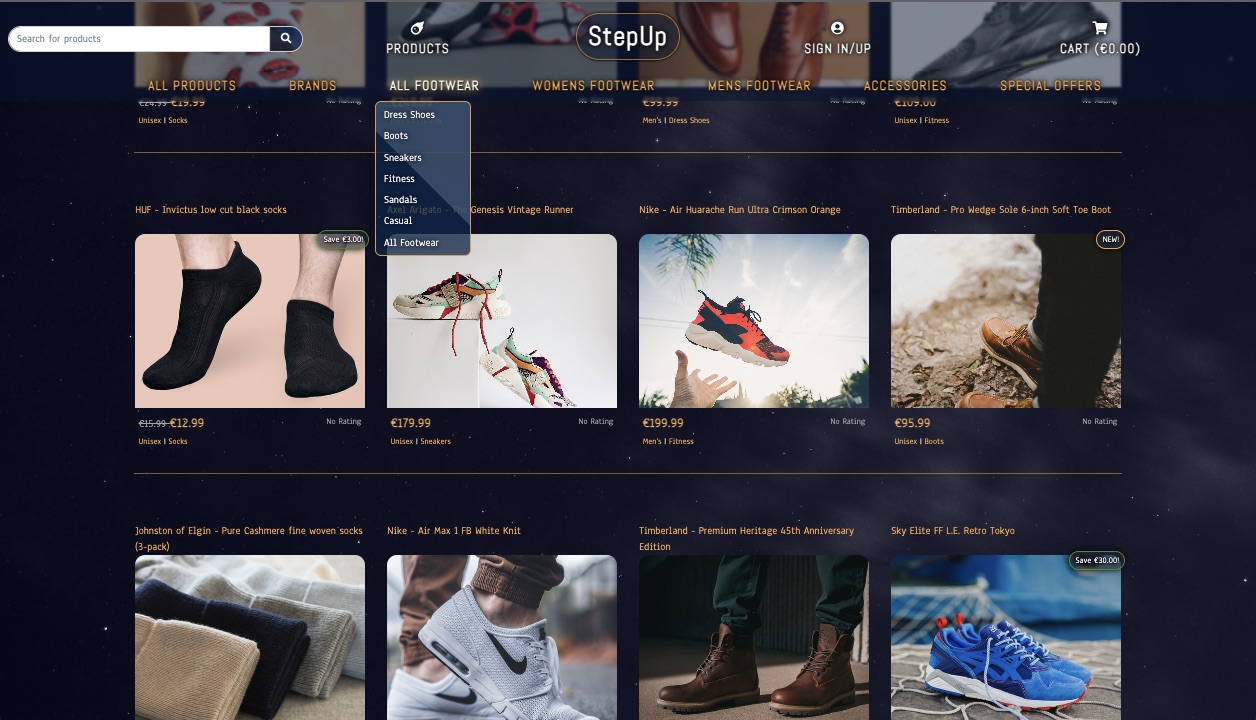 Search for products
PRODUCTS
StepUp
SIGN IN/UP
CART (€0.00)
ALL PRODUCTS
BRANDS
ALL FOOTWEAR
WOMENS FOOTWEAR
MENS FOOTWEAR
ACCESSORIES
SPECIAL OFFERS
€24.99 €19.99
No Rating
€99.99
No Rating
€109.00
No Rating
Unisex | Socks
Men's | Dress Shoes
Unisex | Fitness
Dress Shoes
Boots
Sneakers
Fitness
Sandals
Casual
All Footwear
HUF - Invictus low cut black socks
Axel Arigato - The Genesis Vintage Runner
Nike - Air Huarache Run Ultra Crimson Orange
Timberland - Pro Wedge Sole 6-inch Soft Toe Boot
Save €3.00!
NEW!
€15.99 €12.99
No Rating
€179.99
No Rating
€199.99
No Rating
€95.99
No Rating
Unisex | Socks
Unisex | Sneakers
Men's | Fitness
Unisex | Boots
Johnston of Elgin - Pure Cashmere fine woven socks
(3-pack)
Nike - Air Max 1 FB White Knit
Timberland - Premium Heritage 45th Anniversary
Edition
Sky Elite FF L.E. Retro Tokyo
Save €30.00!